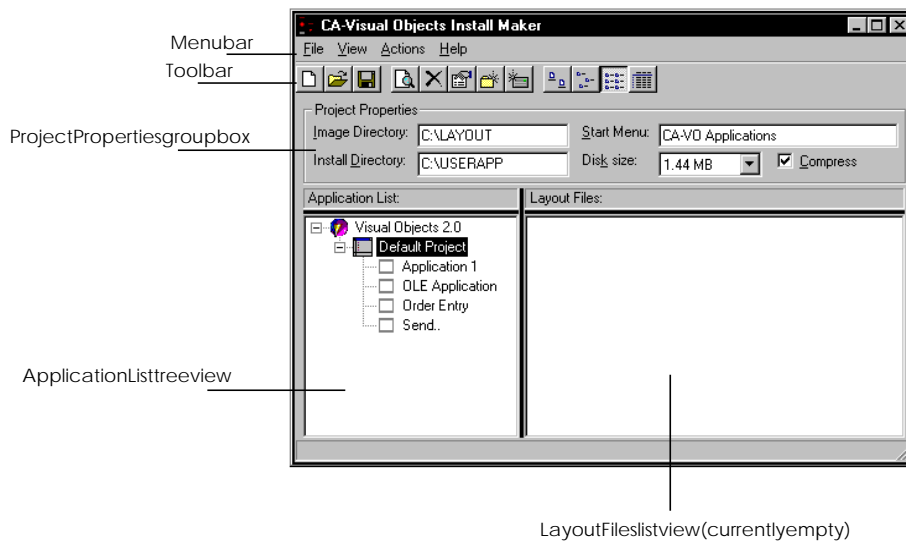 CA-Visual Objects Install Maker
Menubar
File View Actions Help
Toolbar
Project Properties
ProjectPropertiesgroupbox
Image Directory: C:\LAYOUT Start Menu: CA-VO Applications
Install Directory: C:\USERAPP Disk size: 1.44 MB Compress
Application List: Layout Files:
Visual Objects 2.0
Default Project
Application 1
OLE Application
Order Entry
Send..
ApplicationListtreeview
LayoutFileslistview(currentlyempty)